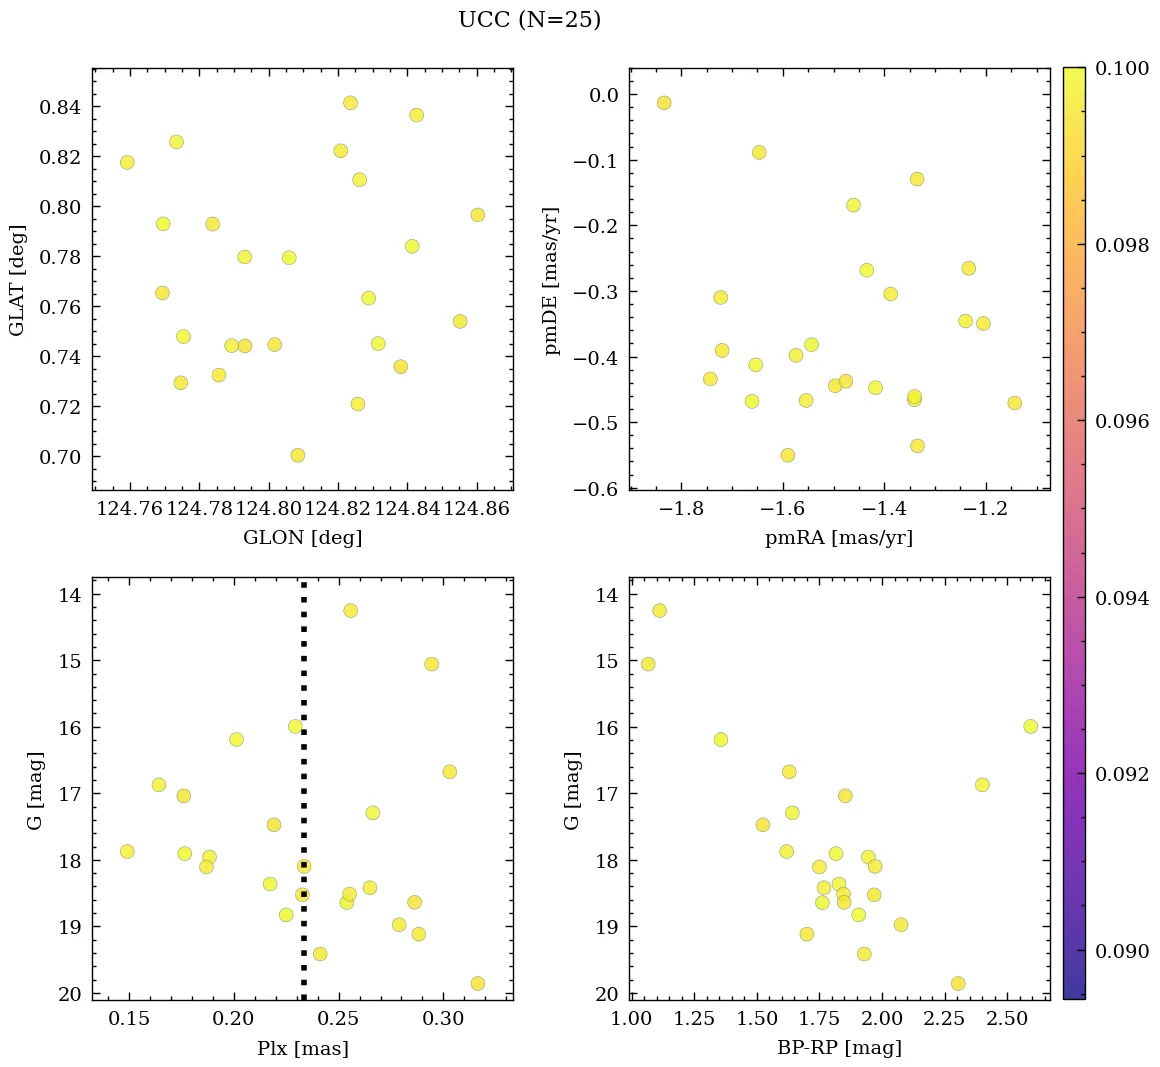 UCC (N=25)
0.84
0.82
0.80
0.78
0.76
0.74
0.72
0.70
GLAT [deg]
124.76 124.78 124.80 124.82 124.84 124.86
GLON [deg]
0.0
−0.1
−0.2
−0.3
−0.4
−0.5
−0.6
pmDE [mas/yr]
−1.8 −1.6 −1.4 −1.2
pmRA [mas/yr]
14
15
16
17
18
19
20
G [mag]
0.15 0.20 0.25 0.30
Plx [mas]
14
15
16
17
18
19
20
G [mag]
1.00 1.25 1.50 1.75 2.00 2.25 2.50
BP-RP [mag]
0.100
0.098
0.096
0.094
0.092
0.090